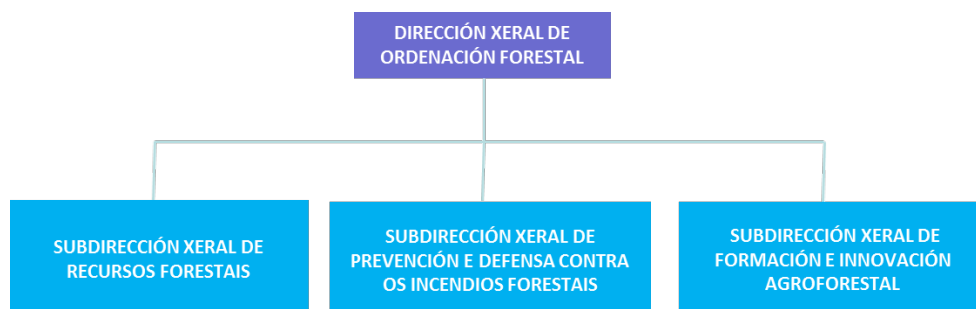 DIRECCIÓN XERAL DE
ORDENACIÓN FORESTAL
SUBDIRECCIÓN XERAL DE
RECURSOS FORESTAIS
SUBDIRECCIÓN XERAL DE
PREVENCIÓN E DEFENSA CONTRA
OS INCENDIOS FORESTAIS
SUBDIRECCIÓN XERAL DE
FORMACIÓN E INNOVACIÓN
AGROFORESTAL